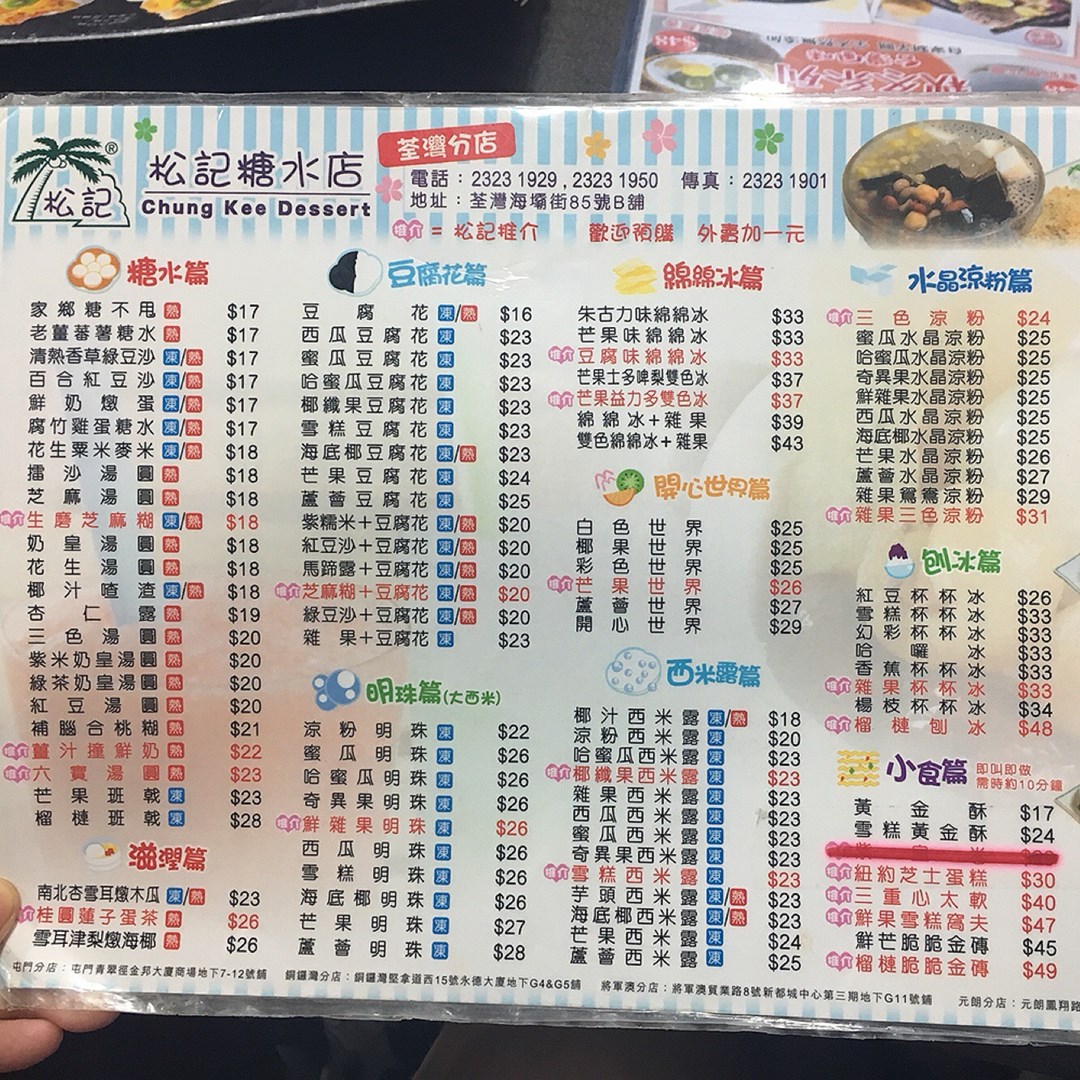 松記®
松記糖水店
Chung Kee Dessert
荃灣分店
電話：2323 1929 , 2323 1950 傳真：2323 1901
地址：荃灣海壩街85號B舖
推介 = 松記推介 歡迎預購 外賣加一元
糖水篇
家鄉糖不甩 熱 $17
老薑蕃薯糖水 熱 $17
清熱香草綠豆沙 凍/熱 $17
百合紅豆沙 凍/熱 $17
鮮奶燉蛋 凍/熱 $17
腐竹雞蛋糖水 凍/熱 $17
花生粟米麥米 凍/熱 $18
擂沙湯圓 熱 $18
芝麻湯圓 熱 $18
推介 生磨芝麻糊 凍/熱 $18
奶皇湯圓 熱 $18
花生湯圓 熱 $18
椰汁喳渣 凍/熱 $18
杏仁露 熱 $19
三色湯圓 熱 $20
紫米奶皇湯圓 熱 $20
綠茶奶皇湯圓 熱 $20
紅豆湯圓 熱 $20
補腦合桃糊 熱 $21
推介 薑汁撞鮮奶 熱 $22
推介 六寶湯圓 熱 $23
芒果班戟 凍 $23
榴槤班戟 凍 $28
滋潤篇
南北杏雪耳燉木瓜 凍/熱 $23
推介 桂圓蓮子蛋茶 熱 $26
雪耳津梨燉海椰 熱 $26
豆腐花篇
豆腐花 凍/熱 $16
西瓜豆腐花 凍 $23
蜜瓜豆腐花 凍 $23
哈蜜瓜豆腐花 凍 $23
椰纖果豆腐花 凍 $23
雪糕豆腐花 凍 $23
海底椰豆腐花 凍/熱 $23
芒果豆腐花 凍 $24
蘆薈豆腐花 凍 $25
紫糯米+豆腐花 凍/熱 $20
紅豆沙+豆腐花 凍/熱 $20
馬蹄露+豆腐花 凍/熱 $20
推介 芝麻糊+豆腐花 凍/熱 $20
綠豆沙+豆腐花 凍/熱 $20
雜果+豆腐花 凍 $23
明珠篇(大西米)
涼粉明珠 凍 $22
蜜瓜明珠 凍 $26
哈蜜瓜明珠 凍 $26
奇異果明珠 凍 $26
推介 鮮雜果明珠 凍 $26
西瓜明珠 凍 $26
雪糕明珠 凍 $26
海底椰明珠 凍 $26
芒果明珠 凍 $27
蘆薈明珠 凍 $28
綿綿冰篇
朱古力味綿綿冰 $33
芒果味綿綿冰 $33
推介 豆腐味綿綿冰 $33
芒果士多啤梨雙色冰 $37
推介 芒果益力多雙色冰 $37
綿綿冰+雜果 $39
雙色綿綿冰+雜果 $43
開心世界篇
白色世界 $25
椰果世界 $25
彩色世界 $25
推介 芒果世界 $26
蘆薈世界 $27
開心世界 $29
西米露篇
椰汁西米露 凍/熱 $18
涼粉西米露 凍 $20
哈蜜瓜西米露 凍 $23
推介 椰纖果西米露 凍 $23
雜果西米露 凍 $23
西瓜西米露 凍 $23
蜜瓜西米露 凍 $23
奇異果西米露 凍 $23
推介 雪糕西米露 凍 $23
芋頭西米露 凍/熱 $23
海底椰西米露 凍/熱 $23
芒果西米露 凍 $24
蘆薈西米露 凍 $25
水晶涼粉篇
推介 三色涼粉 $24
蜜瓜水晶涼粉 $25
哈蜜瓜水晶涼粉 $25
奇異果水晶涼粉 $25
鮮雜果水晶涼粉 $25
西瓜水晶涼粉 $25
海底椰水晶涼粉 $25
芒果水晶涼粉 $26
蘆薈水晶涼粉 $27
雜果鴛鴦涼粉 $29
推介 雜果三色涼粉 $31
刨冰篇
紅豆杯杯冰 $26
雪糕杯杯冰 $33
幻彩杯杯冰 $33
哈囉冰 $33
香蕉杯杯冰 $33
推介 雜果杯杯冰 $33
楊枝杯杯冰 $34
推介 榴槤刨冰 $48
小食篇 即叫即做
需時約10分鐘
黃金酥 $17
雪糕黃金酥 $24
推介 紐約芝士蛋糕 $30
推介 三重心太軟 $40
推介 鮮果雪糕窩夫 $47
鮮芒脆脆金磚 $45
推介 榴槤脆脆金磚 $49
屯門分店：屯門青翠徑金邦大廈商場地下7-12號舖 銅鑼灣分店：銅鑼灣堅拿道西15號永德大廈地下G4&G5舖 將軍澳分店：將軍澳貿業路8號新都城中心第三期地下G11號舖 元朗分店：元朗鳳翔路